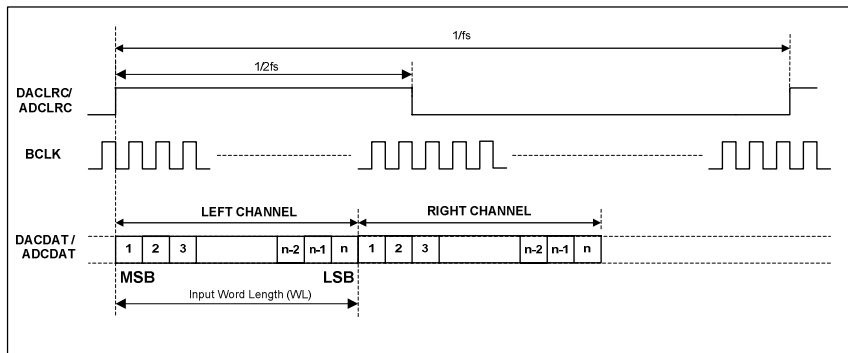 1/fs
1/2fs
DACLRC/
ADCLRC
BCLK
LEFT CHANNEL RIGHT CHANNEL
DACDAT /
ADCDAT
1 2 3 n-2 n-1 n 1 2 3 n-2 n-1 n
MSB LSB
Input Word Length (WL)